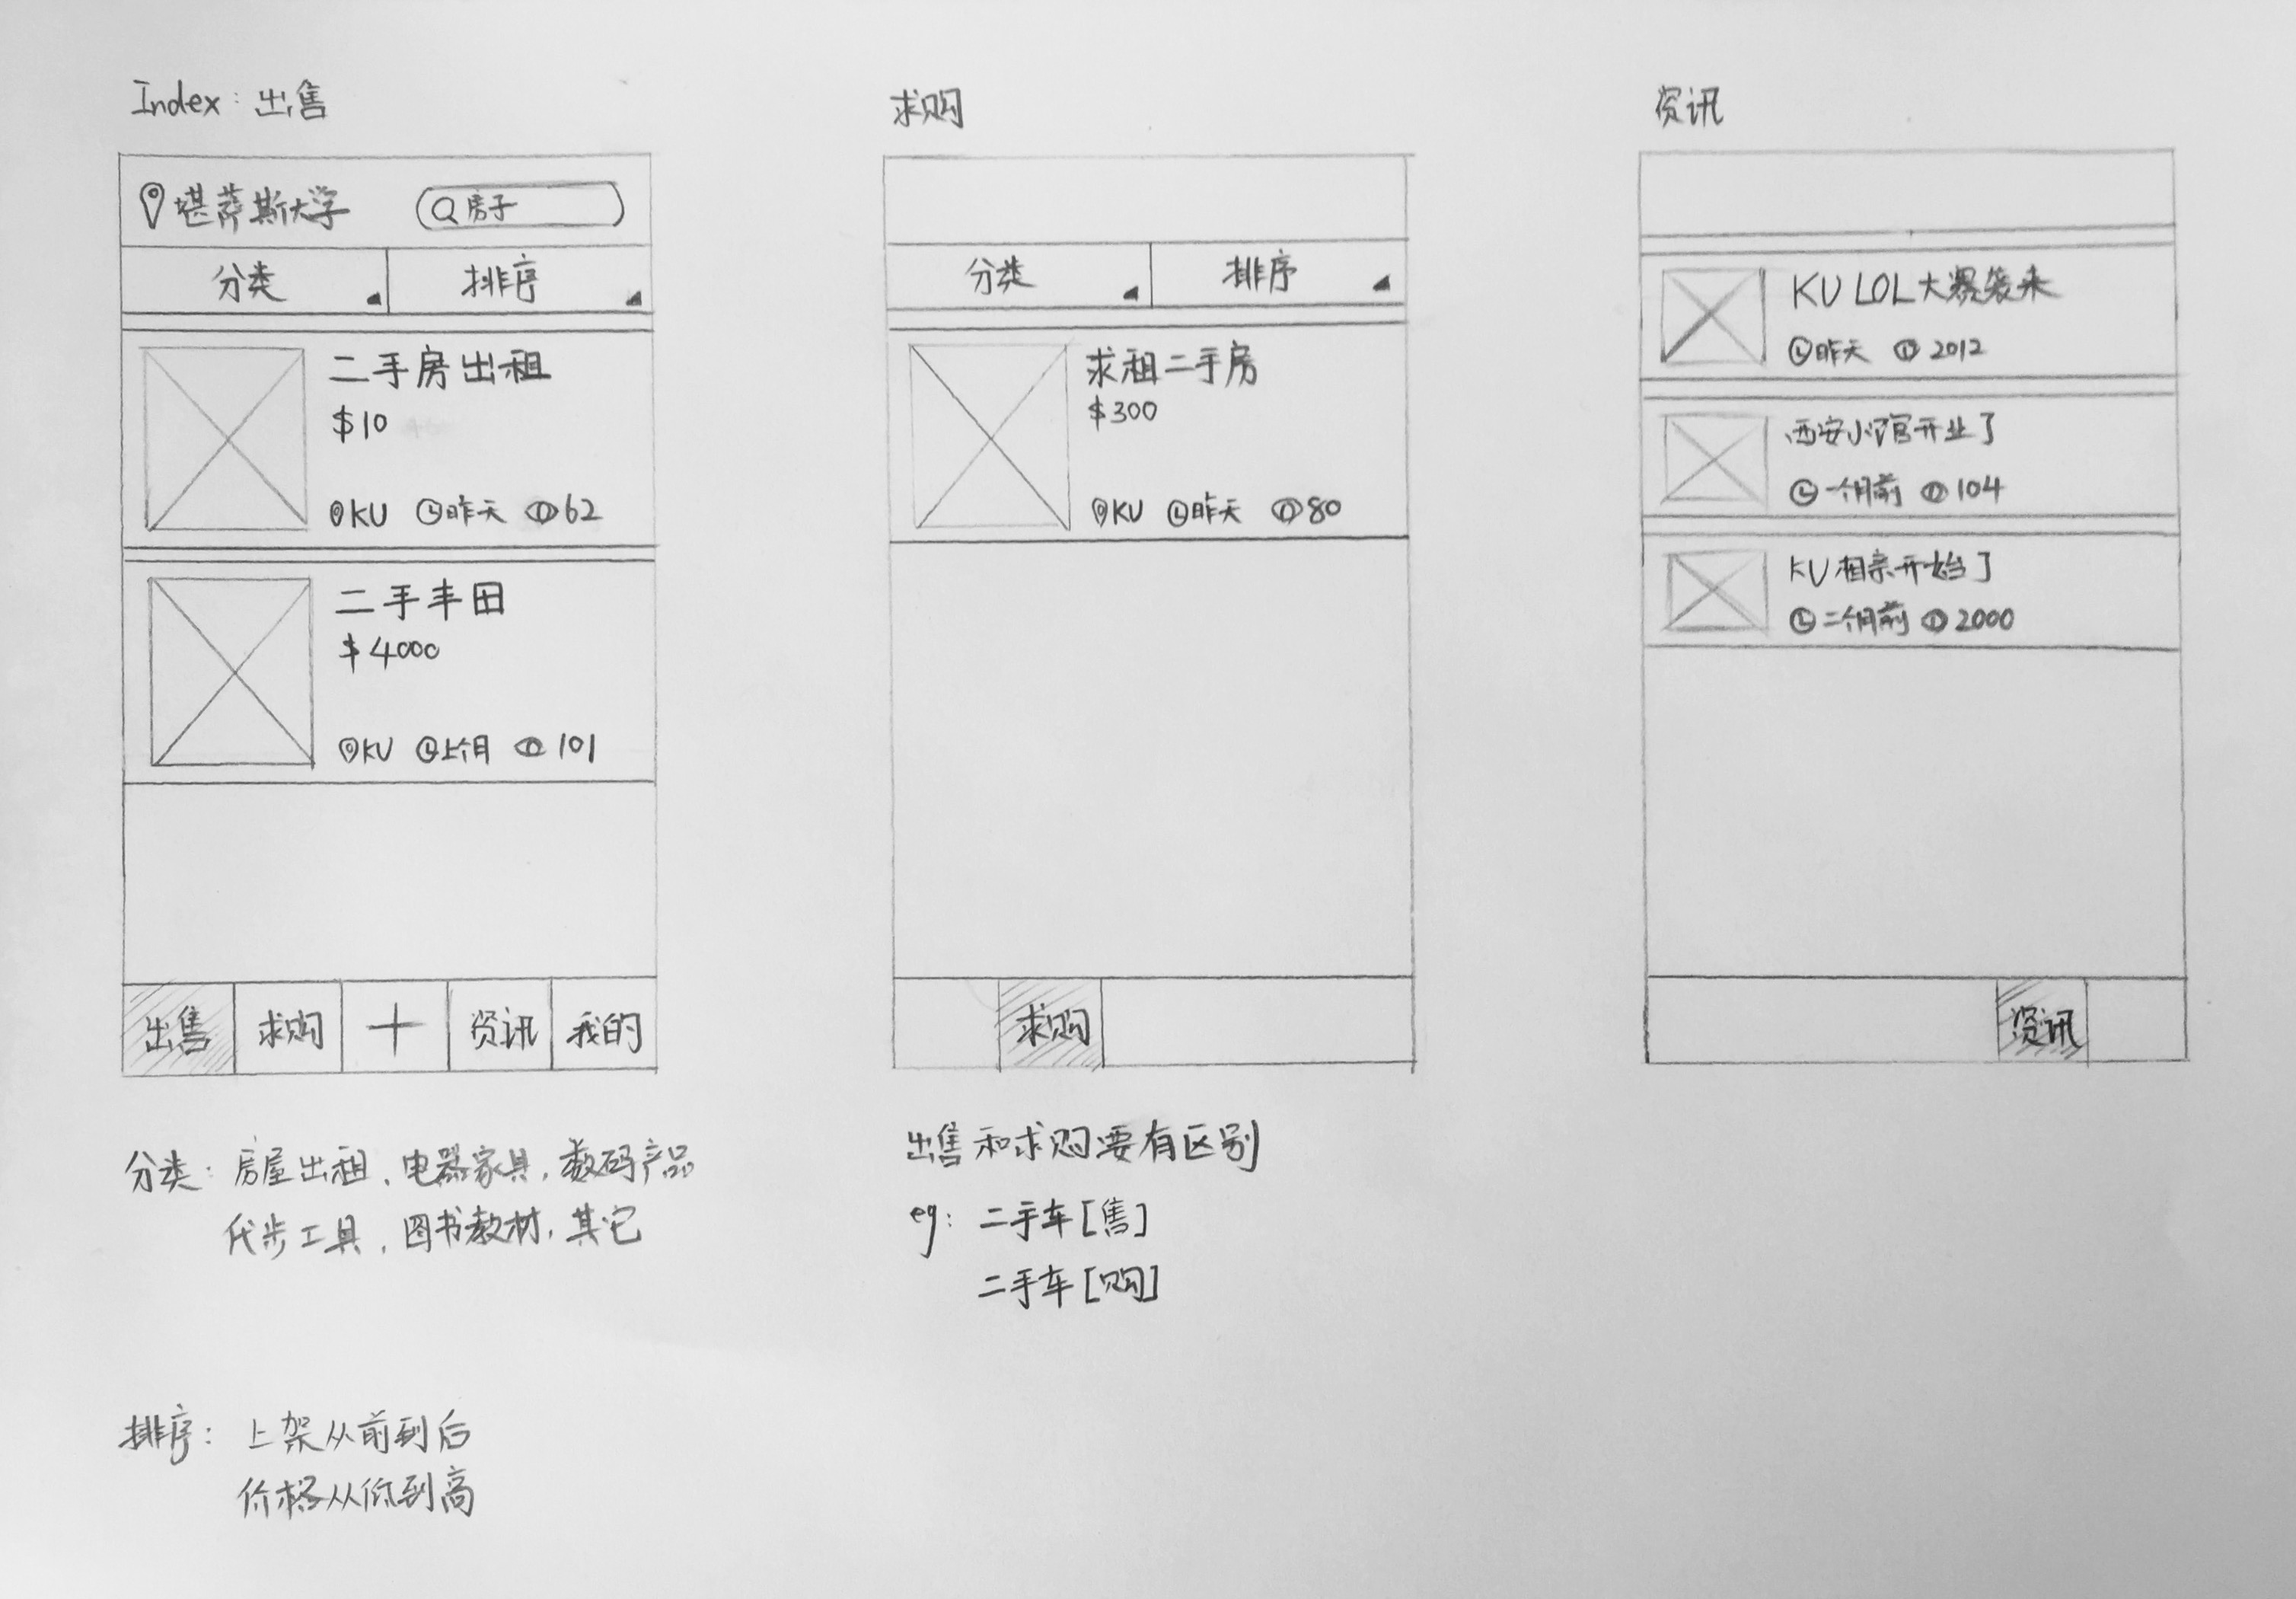 Index: 出售
堪萨斯大学
房子
分类
排序
二手房出租
$10
KU 昨天 62
二手丰田
$4000
KU 上个月 101
出售
求购
+
资讯
我的
分类: 房屋出租, 电器家具, 数码产品
代步工具, 图书教材, 其它
排序: 上架从前到后
价格从低到高
求购
分类
排序
求租二手房
$300
KU 昨天 80
求购
出售和求购要有区别
eg: 二手车[售]
二手车[购]
资讯
KU LOL大赛袭来
昨天 2012
西安小馆开业了
一个月前 104
KU相亲开始了
二个月前 2000
资讯